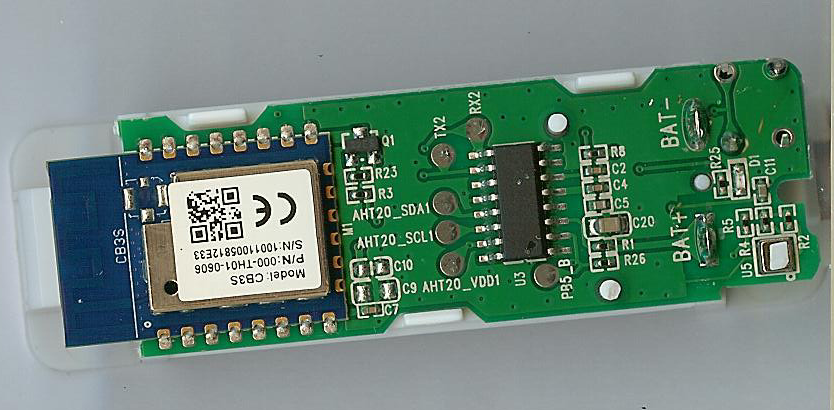 CB3S
Model: CB3S
P/N:000-TH01-0606
S/N:10011005812E33
CE
M1
Q1
R23
R3
AHT20_SDA1
AHT20_SCL1
AHT20_VDD1
C10
C9
C7
TX2
RX2
U3
PB5_B
R8
C2
C4
C5
C20
R1
R26
BAT-
BAT+
R25
D1
C11
R5
R4
U5
R2